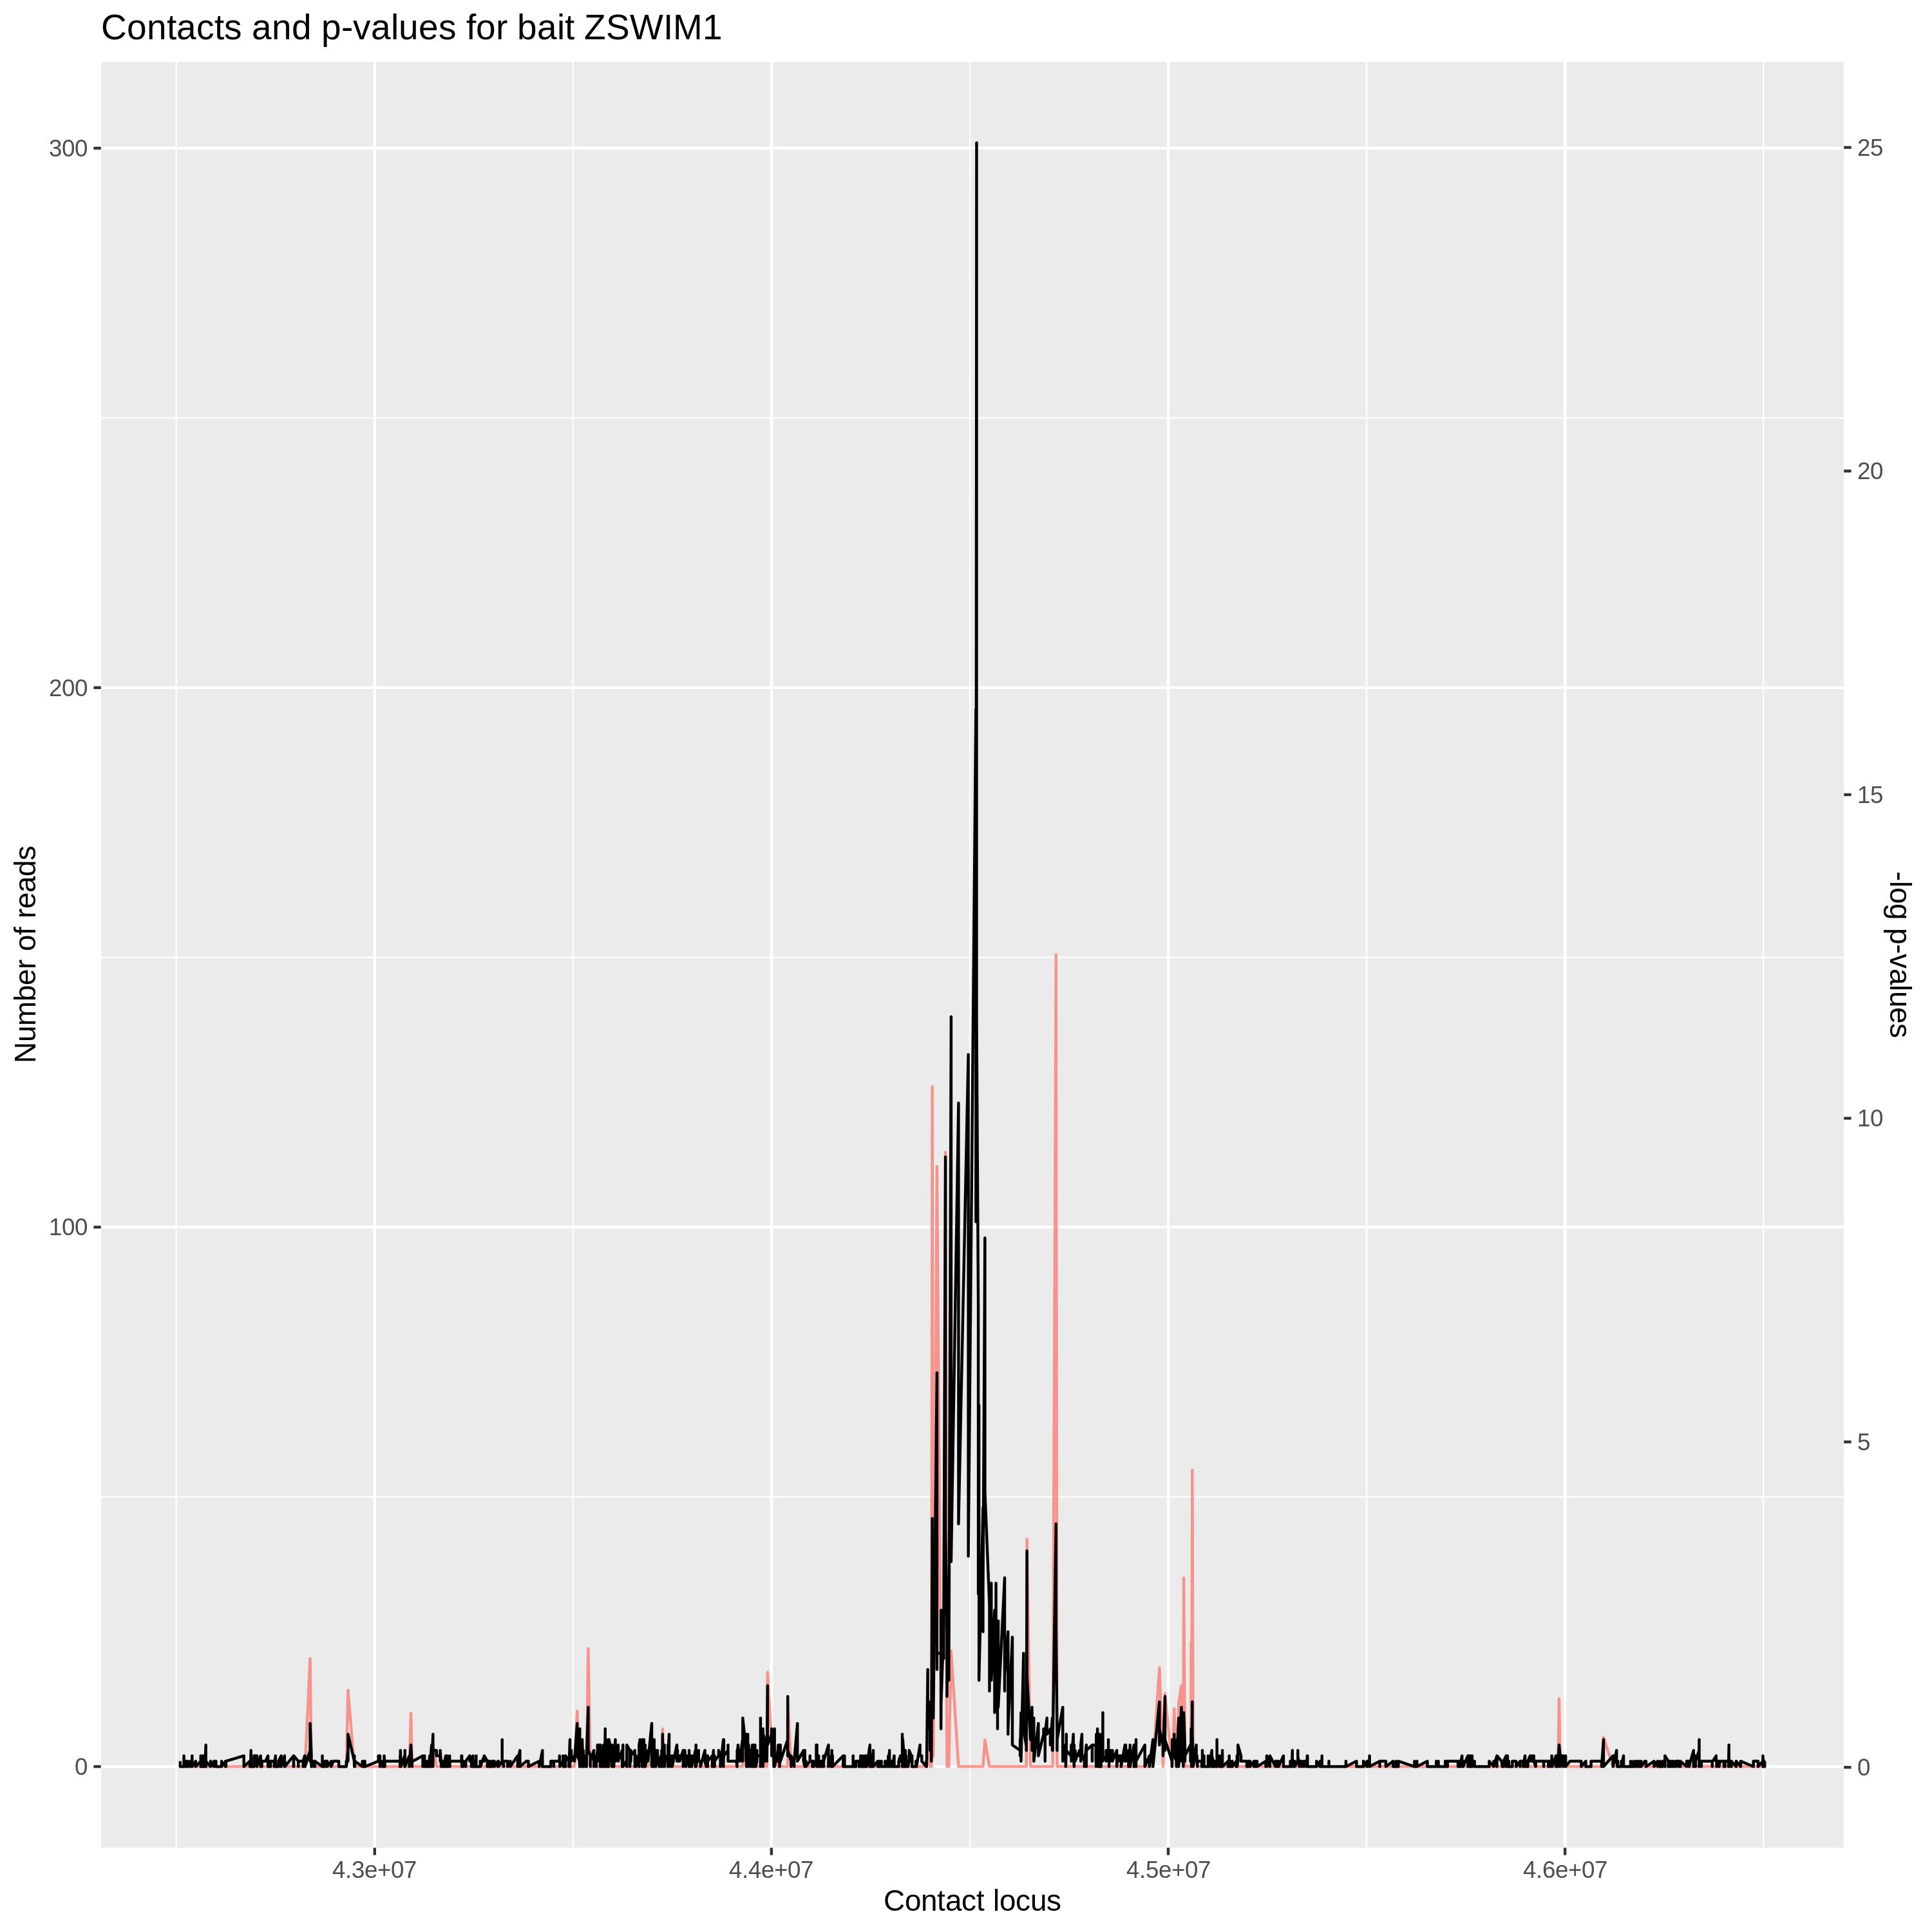 Contacts and p-values for bait ZSWIM1
300
200
100
0
Number of reads
25
20
15
10
5
0
-log p-values
4.3e+07
4.4e+07
4.5e+07
4.6e+07
Contact locus